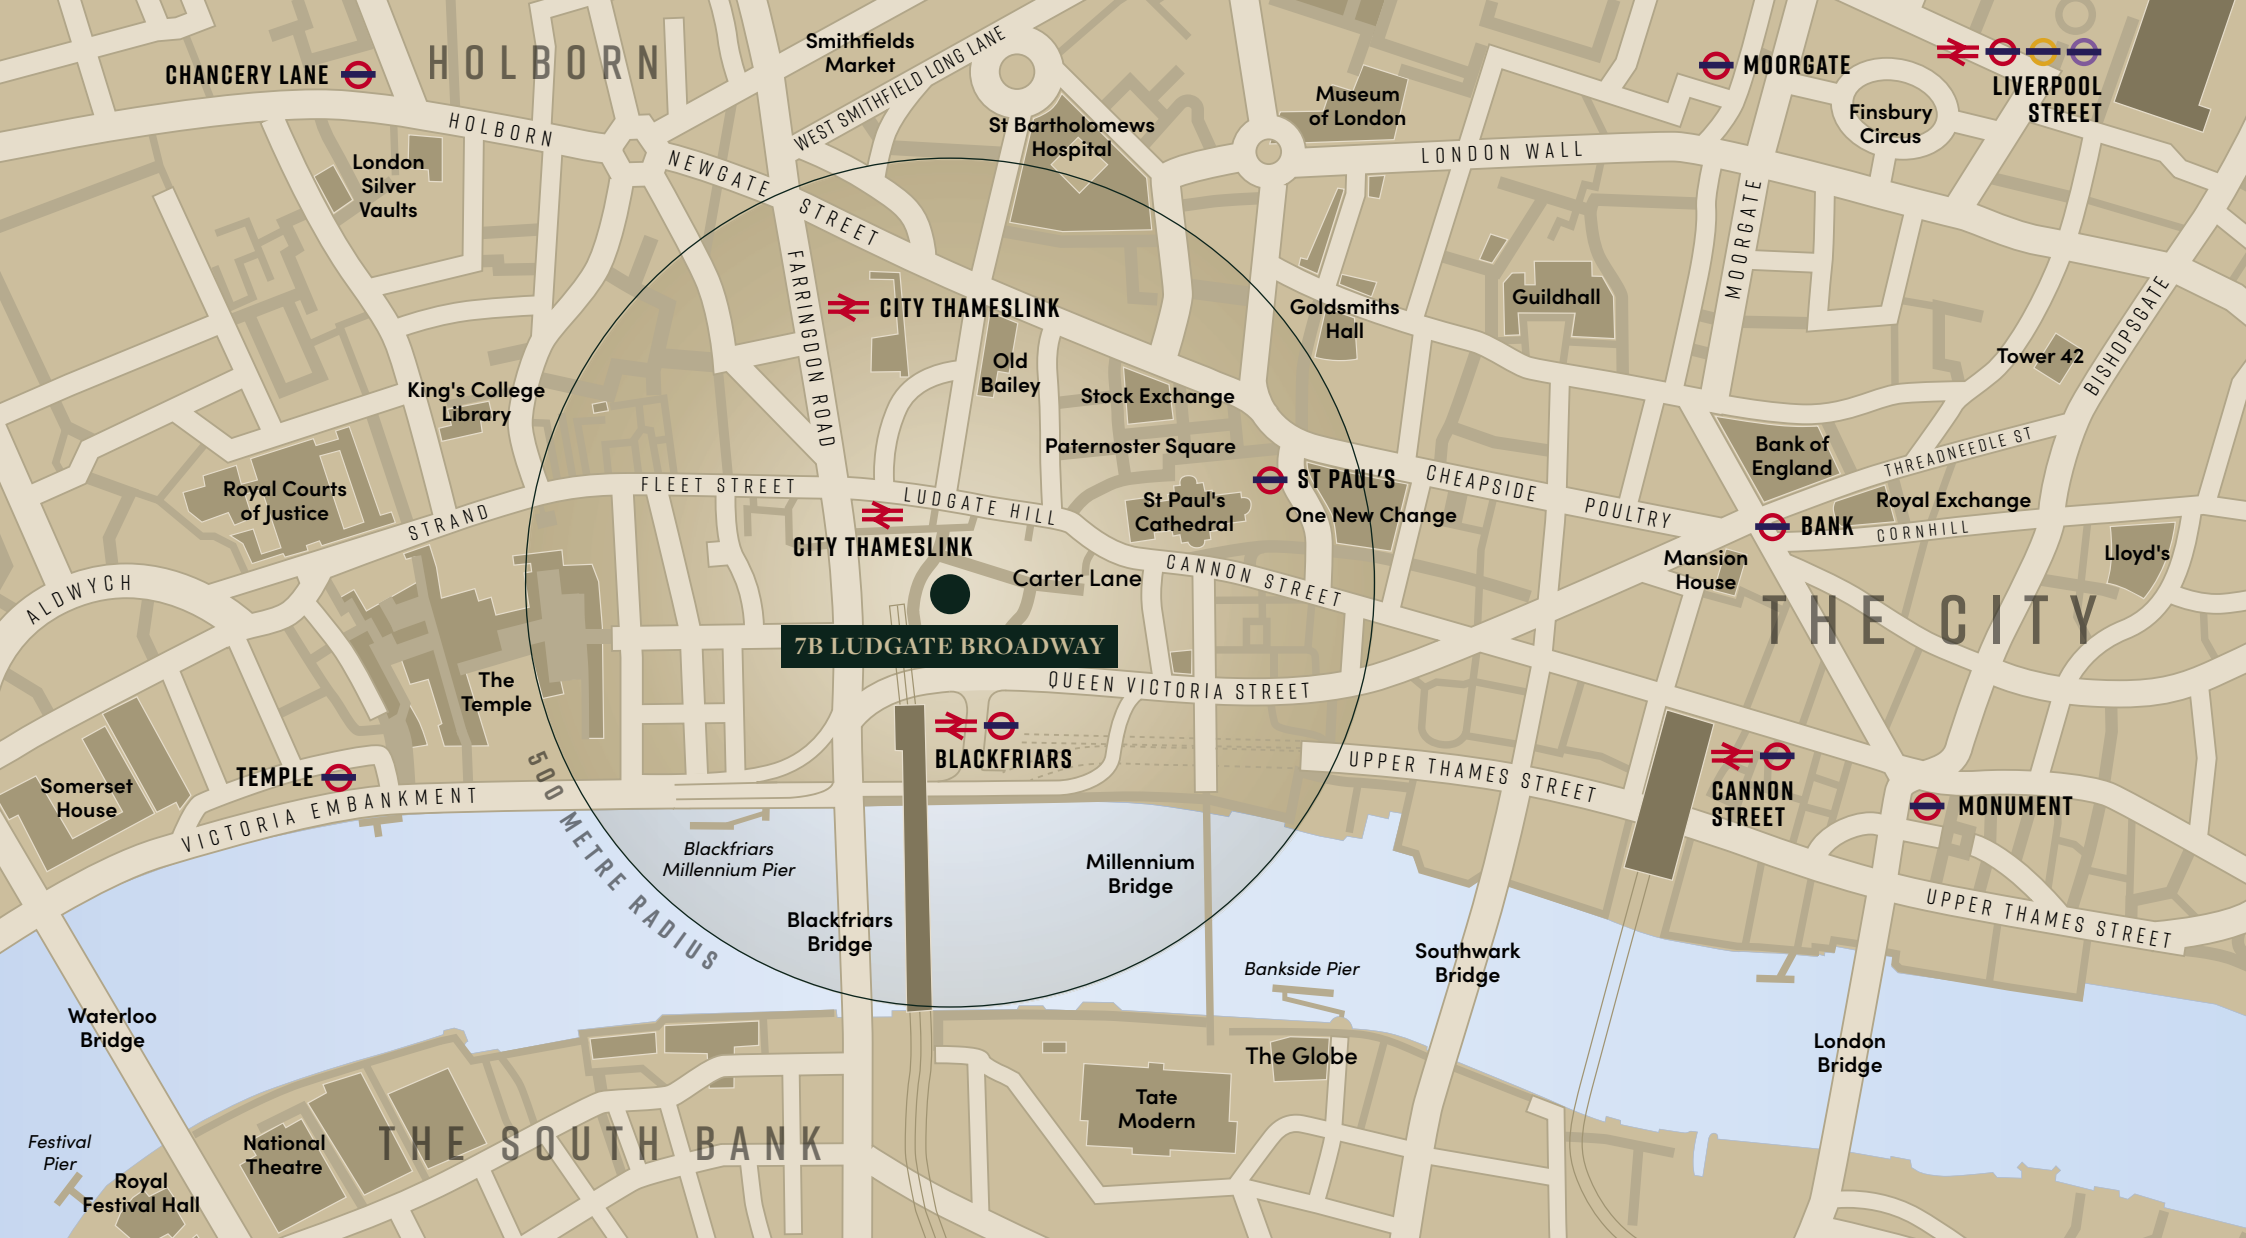 HOLBORN
CHANCERY LANE
Smithfields
Market
WEST SMITHFIELD LONG LANE
MOORGATE
LIVERPOOL
STREET
Museum
of London
Finsbury
Circus
HOLBORN
St Bartholomews
Hospital
LONDON WALL
London
Silver
Vaults
NEWGATE
STREET
MOORGATE
FARRINGDON ROAD
CITY THAMESLINK
Goldsmiths
Hall
Guildhall
BISHOPSGATE
Tower 42
Old
Bailey
King's College
Library
Stock Exchange
Paternoster Square
Bank of
England
THREADNEEDLE ST
Royal Courts
of Justice
STRAND
FLEET STREET
LUDGATE HILL
St Paul's
Cathedral
ST PAUL'S
One New Change
CHEAPSIDE
POULTRY
Royal Exchange
BANK
CORNHILL
CITY THAMESLINK
Mansion
House
Lloyd's
ALDWYCH
Carter Lane
CANNON STREET
THE CITY
7B LUDGATE BROADWAY
The
Temple
QUEEN VICTORIA STREET
BLACKFRIARS
UPPER THAMES STREET
CANNON
STREET
MONUMENT
Somerset
House
TEMPLE
VICTORIA EMBANKMENT
500 METRE RADIUS
Blackfriars
Millennium Pier
Millennium
Bridge
Blackfriars
Bridge
UPPER THAMES STREET
Southwark
Bridge
Bankside Pier
Waterloo
Bridge
London
Bridge
The Globe
Tate
Modern
Festival
Pier
National
Theatre
THE SOUTH BANK
Royal
Festival Hall